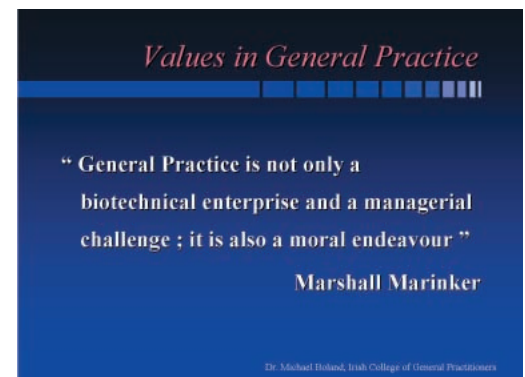 Values in General Practice
“ General Practice is not only a
biotechnical enterprise and a managerial
challenge ; it is also a moral endeavour ”
Marshall Marinker
Dr. Michael Boland, Irish College of General Practitioners